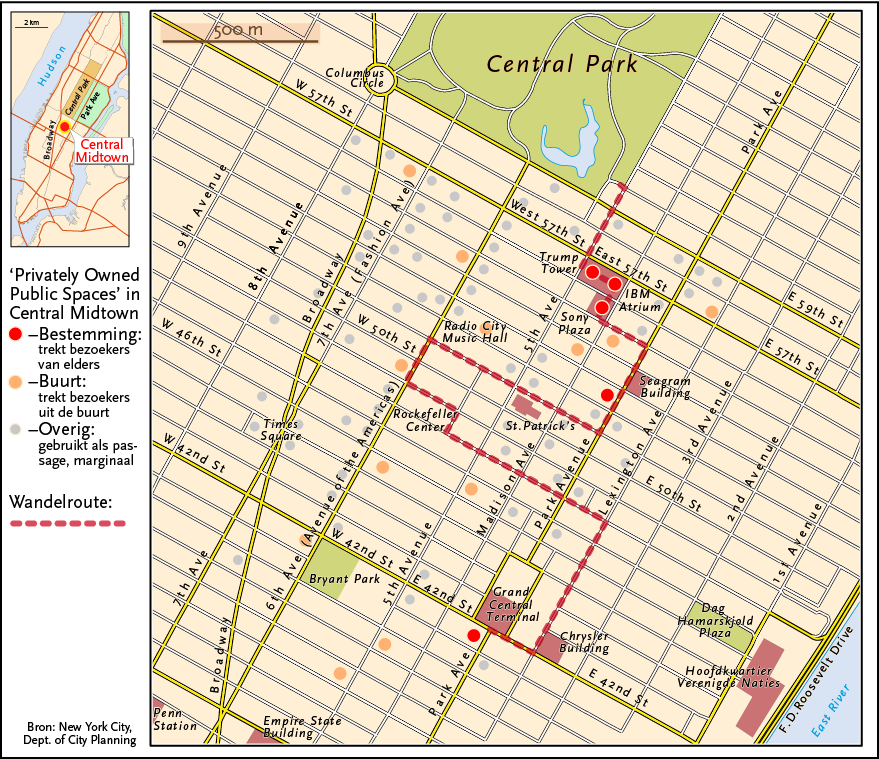 2 km
Hudson
Central Park
Park Ave
Broadway
Central
Midtown
'Privately Owned
Public Spaces' in
Central Midtown
–Bestemming:
trekt bezoekers
van elders
–Buurt:
trekt bezoekers
uit de buurt
–Overig:
gebruikt als pas-
sage, marginaal
Wandelroute:
Bron: New York City,
Dept. of City Planning
500 m
Columbus
Circle
Central Park
W 57th St
Park Ave
9th Avenue
8th Avenue
Broadway
7th Ave (Fashion Ave)
West 57th St
East 57th St
Trump
Tower
IBM
Atrium
Sony
Plaza
5th Ave
E 59th St
E 57th St
W 46th St
W 50th St
Radio City
Music Hall
Seagram
Building
Rockefeller
Center
St.Patrick's
Times
Square
6th Ave (Avenue of the Americas)
Madison Ave
Park Avenue
Lexington Ave
3rd Avenue
2nd Avenue
1st Avenue
E 50th St
W 42nd St
W 42nd St
Bryant Park
5th Avenue
E 42nd St
Grand
Central
Terminal
Chrysler
Building
7th Ave
Broadway
Park Ave
E 42nd St
Dag
Hamarskjold
Plaza
Hoofdkwartier
Verenigde Naties
F.D.Roosevelt Drive
East River
Penn
Station
Empire State
Building